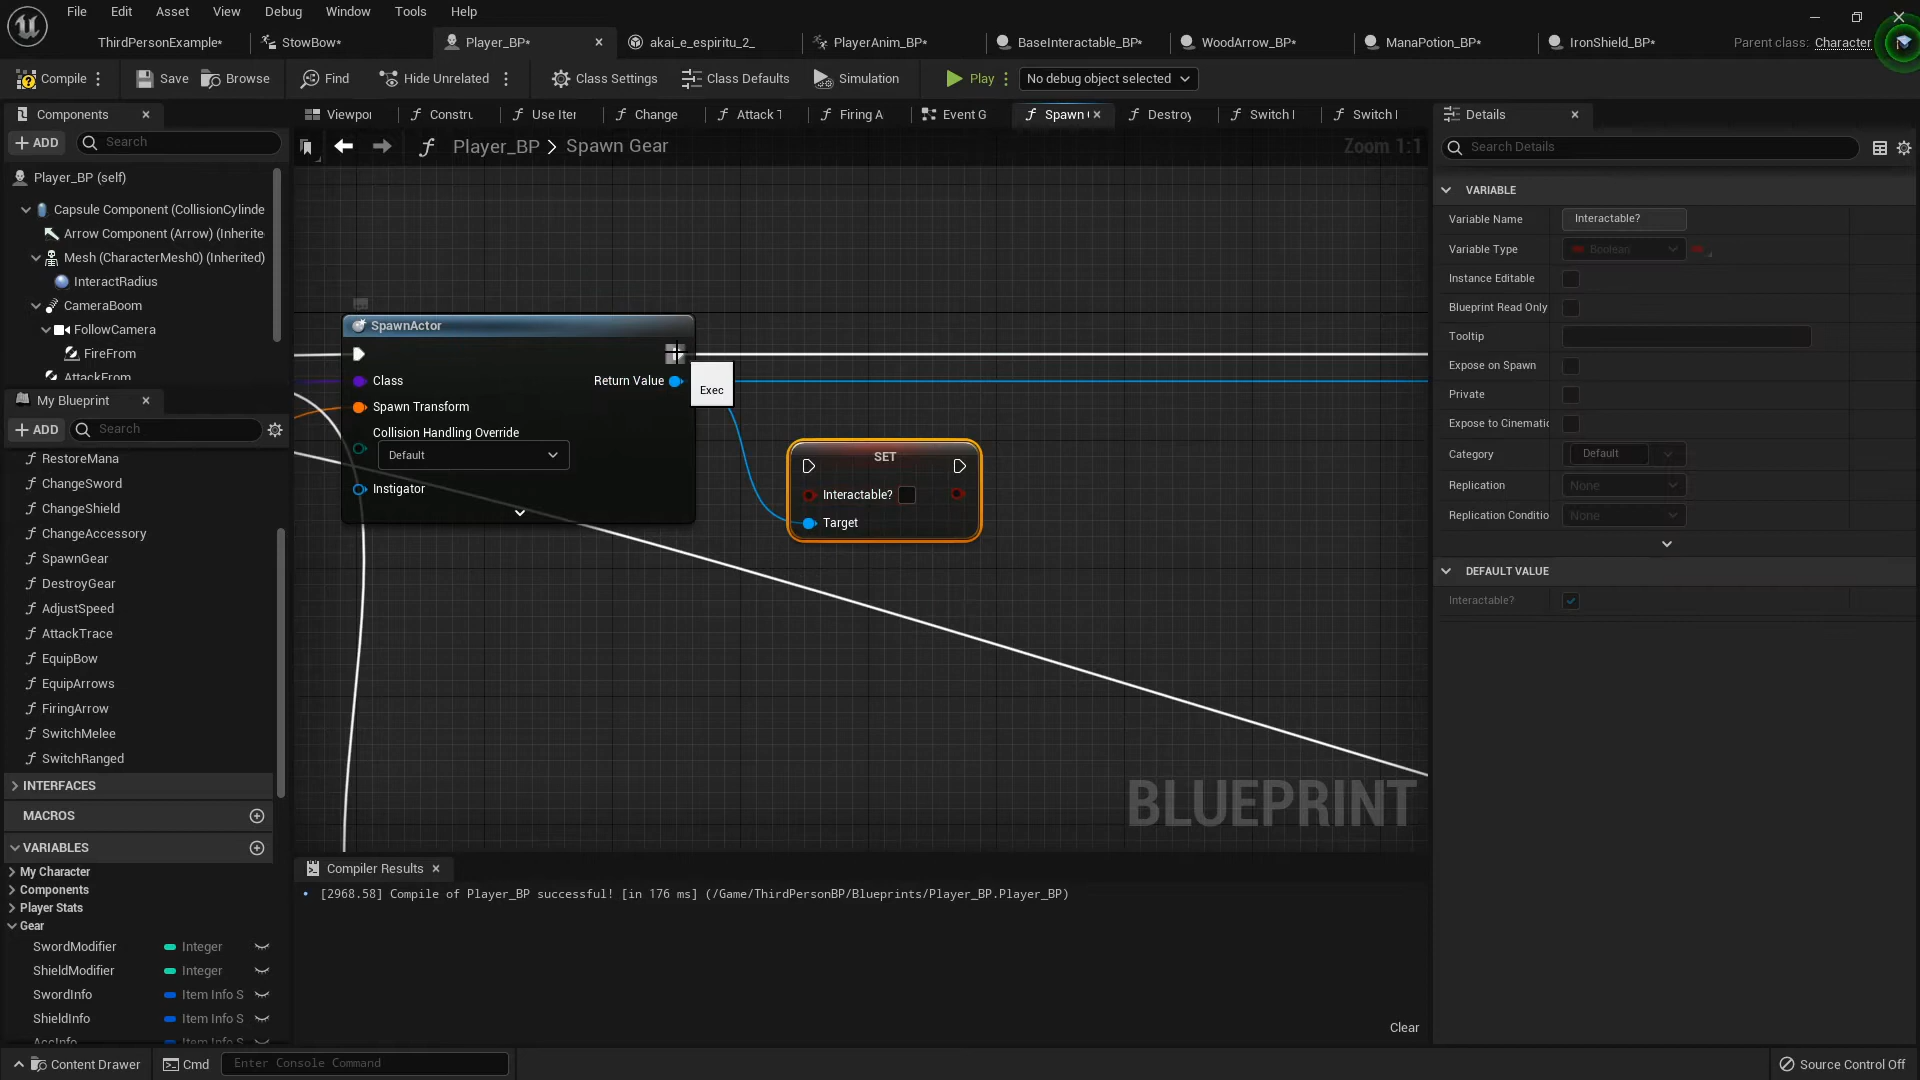 File Edit Asset View Debug Window Tools Help
ThirdPersonExample* StowBow* Player_BP* akai_e_espiritu_2_ PlayerAnim_BP* BaseInteractable_BP* WoodArrow_BP* ManaPotion_BP* IronShield_BP* Parent class: Character
Compile Save Browse Find Hide Unrelated Class Settings Class Defaults Simulation Play No debug object selected
Components
ADD Search
Player_BP (self)
Capsule Component (CollisionCylinde
Arrow Component (Arrow) (Inherite
Mesh (CharacterMesh0) (Inherited)
InteractRadius
CameraBoom
FollowCamera
FireFrom
AttackFrom
My Blueprint
ADD Search
RestoreMana
ChangeSword
ChangeShield
ChangeAccessory
SpawnGear
DestroyGear
AdjustSpeed
AttackTrace
EquipBow
EquipArrows
FiringArrow
SwitchMelee
SwitchRanged
INTERFACES
MACROS
VARIABLES
My Character
Components
Player Stats
Gear
SwordModifier Integer
ShieldModifier Integer
SwordInfo Item Info S
ShieldInfo Item Info S
AccInfo Item Info S
Viewpor Constru Use Iter Change Attack T Firing A Event G Spawn Destroy Switch Switch
Player_BP > Spawn Gear Zoom 1:1
SpawnActor
Class Return Value
Spawn Transform
Collision Handling Override
Default
Instigator
Exec
SET
Interactable?
Target
BLUEPRINT
Compiler Results
[2968.58] Compile of Player_BP successful! [in 176 ms] (/Game/ThirdPersonBP/Blueprints/Player_BP.Player_BP)
Clear
Details
Search Details
VARIABLE
Variable Name Interactable?
Variable Type Boolean
Instance Editable
Blueprint Read Only
Tooltip
Expose on Spawn
Private
Expose to Cinematic
Category Default
Replication None
Replication Conditio None
DEFAULT VALUE
Interactable?
Content Drawer Cmd Enter Console Command Source Control Off